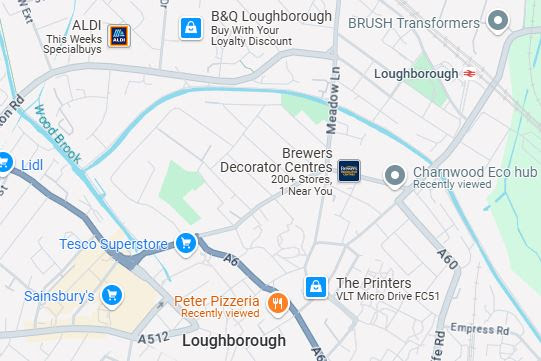 ALDI
This Weeks
Specialbuys
ALDI
B&Q Loughborough
Buy With Your
Loyalty Discount
BRUSH Transformers
Loughborough
Meadow Ln
Wood Brook
Lidl
Brewers
Decorator Centres
200+ Stores,
1 Near You
Brewers
Charnwood Eco hub
Recently viewed
Tesco Superstore
A6
A60
Sainsbury's
The Printers
VLT Micro Drive FC51
Peter Pizzeria
Recently viewed
Empress Rd
A512
Loughborough